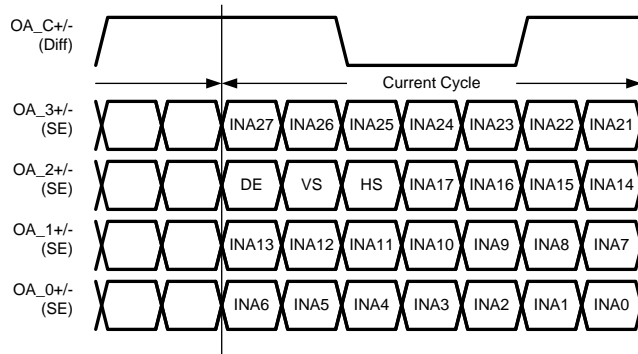 OA_C+/-
(Diff)
Current Cycle
OA_3+/-
(SE)
INA27 INA26 INA25 INA24 INA23 INA22 INA21
OA_2+/-
(SE)
DE VS HS INA17 INA16 INA15 INA14
OA_1+/-
(SE)
INA13 INA12 INA11 INA10 INA9 INA8 INA7
OA_0+/-
(SE)
INA6 INA5 INA4 INA3 INA2 INA1 INA0